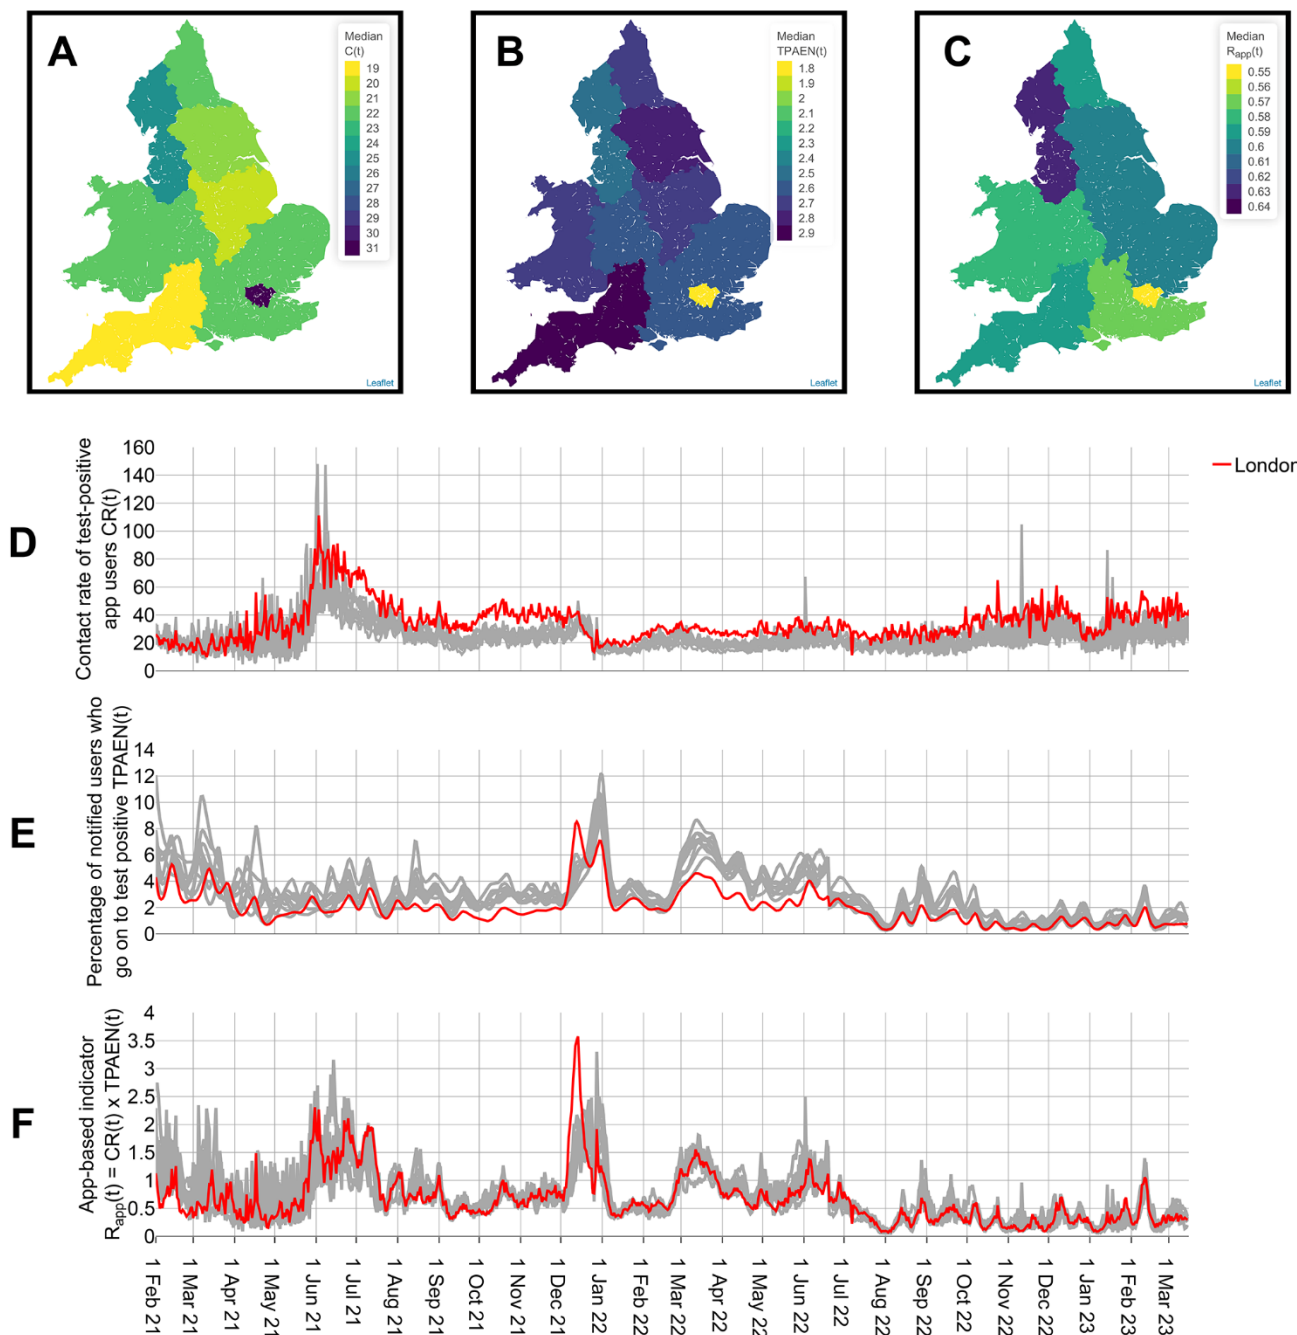 A
Median
C(t)
19
20
21
22
23
24
25
26
27
28
29
30
31
Leaflet
B
Median
TPAEN(t)
1.8
1.9
2
2.1
2.2
2.3
2.4
2.5
2.6
2.7
2.8
2.9
Leaflet
C
Median
Rapp(t)
0.55
0.56
0.57
0.58
0.59
0.6
0.61
0.62
0.63
0.64
Leaflet
D
Contact rate of test-positive
app users CR(t)
160
140
120
100
80
60
40
20
0
London
E
Percentage of notified users who
go on to test positive TPAEN(t)
14
12
10
8
6
4
2
0
F
App-based indicator
Rapp(t) = CR(t) x TPAEN(t)
4
3.5
3
2.5
2
1.5
1
0.5
0
1 Feb 21
1 Mar 21
1 Apr 21
1 May 21
1 Jun 21
1 Jul 21
1 Aug 21
1 Sep 21
1 Oct 21
1 Nov 21
1 Dec 21
1 Jan 22
1 Feb 22
1 Mar 22
1 Apr 22
1 May 22
1 Jun 22
1 Jul 22
1 Aug 22
1 Sep 22
1 Oct 22
1 Nov 22
1 Dec 22
1 Jan 23
1 Feb 23
1 Mar 23